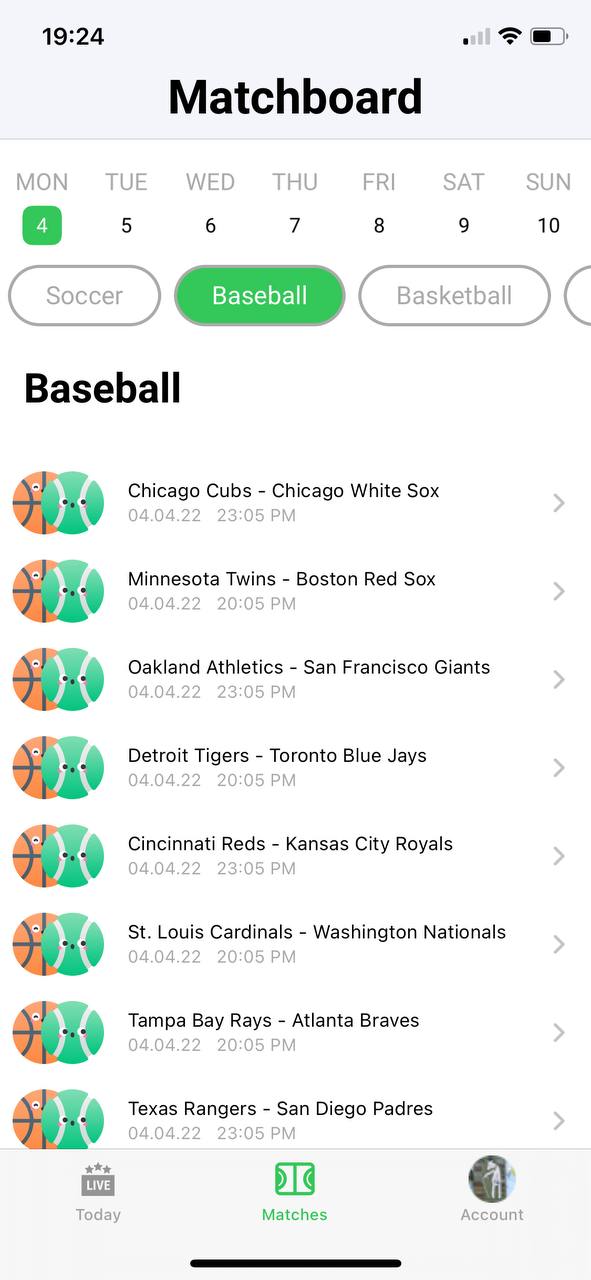 19:24
Matchboard
MON TUE WED THU FRI SAT SUN
4 5 6 7 8 9 10
Soccer Baseball Basketball
Baseball
Chicago Cubs - Chicago White Sox
04.04.22 23:05 PM
Minnesota Twins - Boston Red Sox
04.04.22 20:05 PM
Oakland Athletics - San Francisco Giants
04.04.22 23:05 PM
Detroit Tigers - Toronto Blue Jays
04.04.22 20:05 PM
Cincinnati Reds - Kansas City Royals
04.04.22 23:05 PM
St. Louis Cardinals - Washington Nationals
04.04.22 20:05 PM
Tampa Bay Rays - Atlanta Braves
04.04.22 20:05 PM
Texas Rangers - San Diego Padres
04.04.22 23:05 PM
LIVE
Today Matches Account